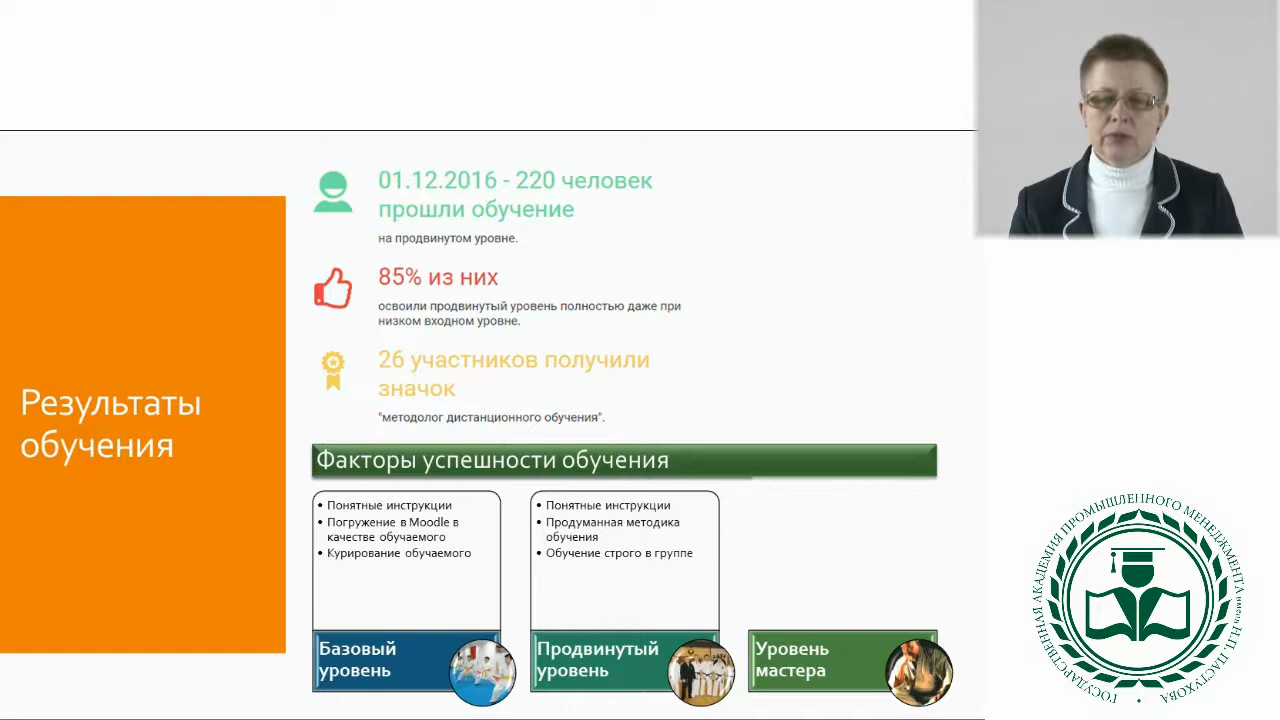 01.12.2016 - 220 человек
прошли обучение
на продвинутом уровне.
85% из них
освоили продвинутый уровень полностью даже при
низком входном уровне.
Результаты
обучения
26 участников получили
значок
"методолог дистанционного обучения".
Факторы успешности обучения
• Понятные инструкции
• Погружение в Moodle в
качестве обучаемого
• Курирование обучаемого
Базовый
уровень
• Понятные инструкции
• Продуманная методика
обучения
• Обучение строго в группе
Продвинутый
уровень
Уровень
мастера
ГОСУДАРСТВЕННАЯ АКАДЕМИЯ ПРОМЫШЛЕННОГО МЕНЕДЖМЕНТА имени Н.П. ПАСТУХОВА